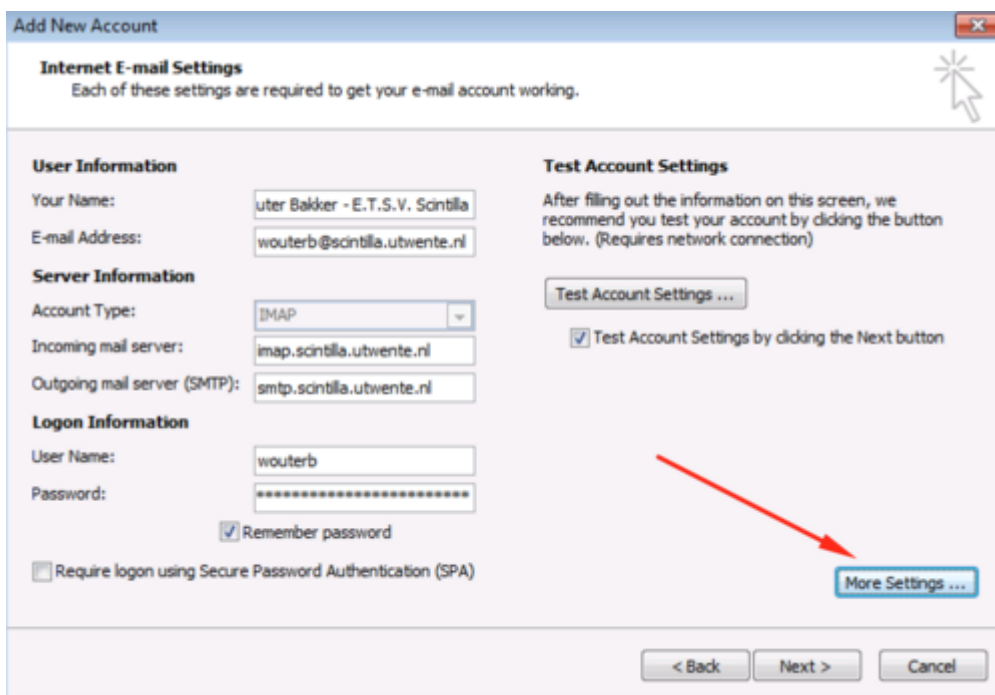 Add New Account
Internet E-mail Settings
Each of these settings are required to get your e-mail account working.
User Information
Your Name:
uter Bakker - E.T.S.V. Scintilla
E-mail Address:
wouterb@scintilla.utwente.nl
Server Information
Account Type:
IMAP
Incoming mail server:
imap.scintilla.utwente.nl
Outgoing mail server (SMTP):
smtp.scintilla.utwente.nl
Logon Information
User Name:
wouterb
Password:
************************
Remember password
Require logon using Secure Password Authentication (SPA)
Test Account Settings
After filling out the information on this screen, we
recommend you test your account by clicking the button
below. (Requires network connection)
Test Account Settings ...
Test Account Settings by clicking the Next button
More Settings ...
< Back
Next >
Cancel